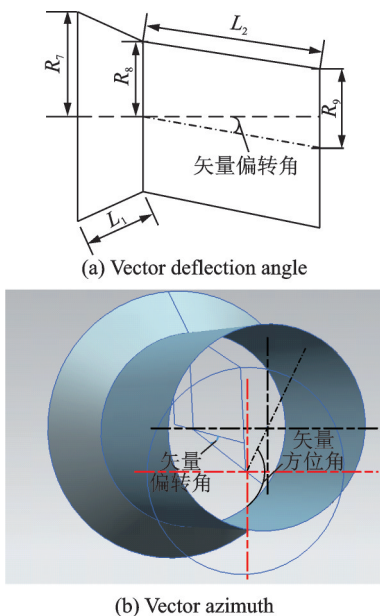 L₂
R₇
R₈
R₉
矢量偏转角
L₁
(a) Vector deflection angle
矢量
偏转角
矢量
方位角
(b) Vector azimuth